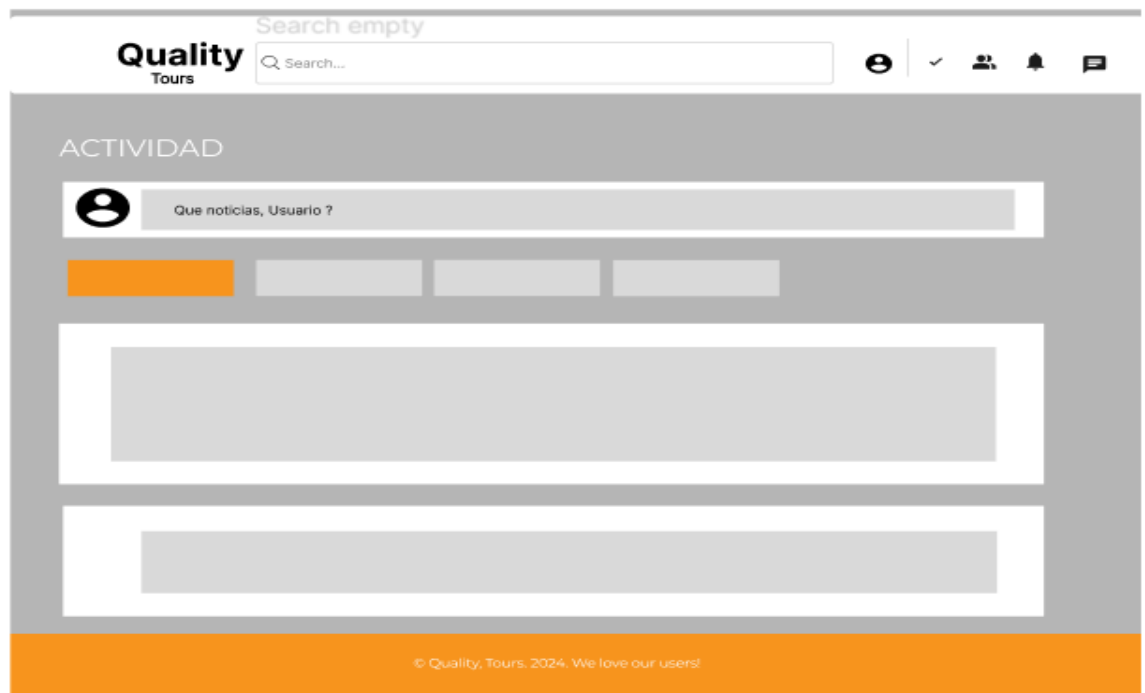 Search empty
Quality
Tours
Search...
ACTIVIDAD
Que noticias, Usuario ?
© Quality, Tours. 2024. We love our users!